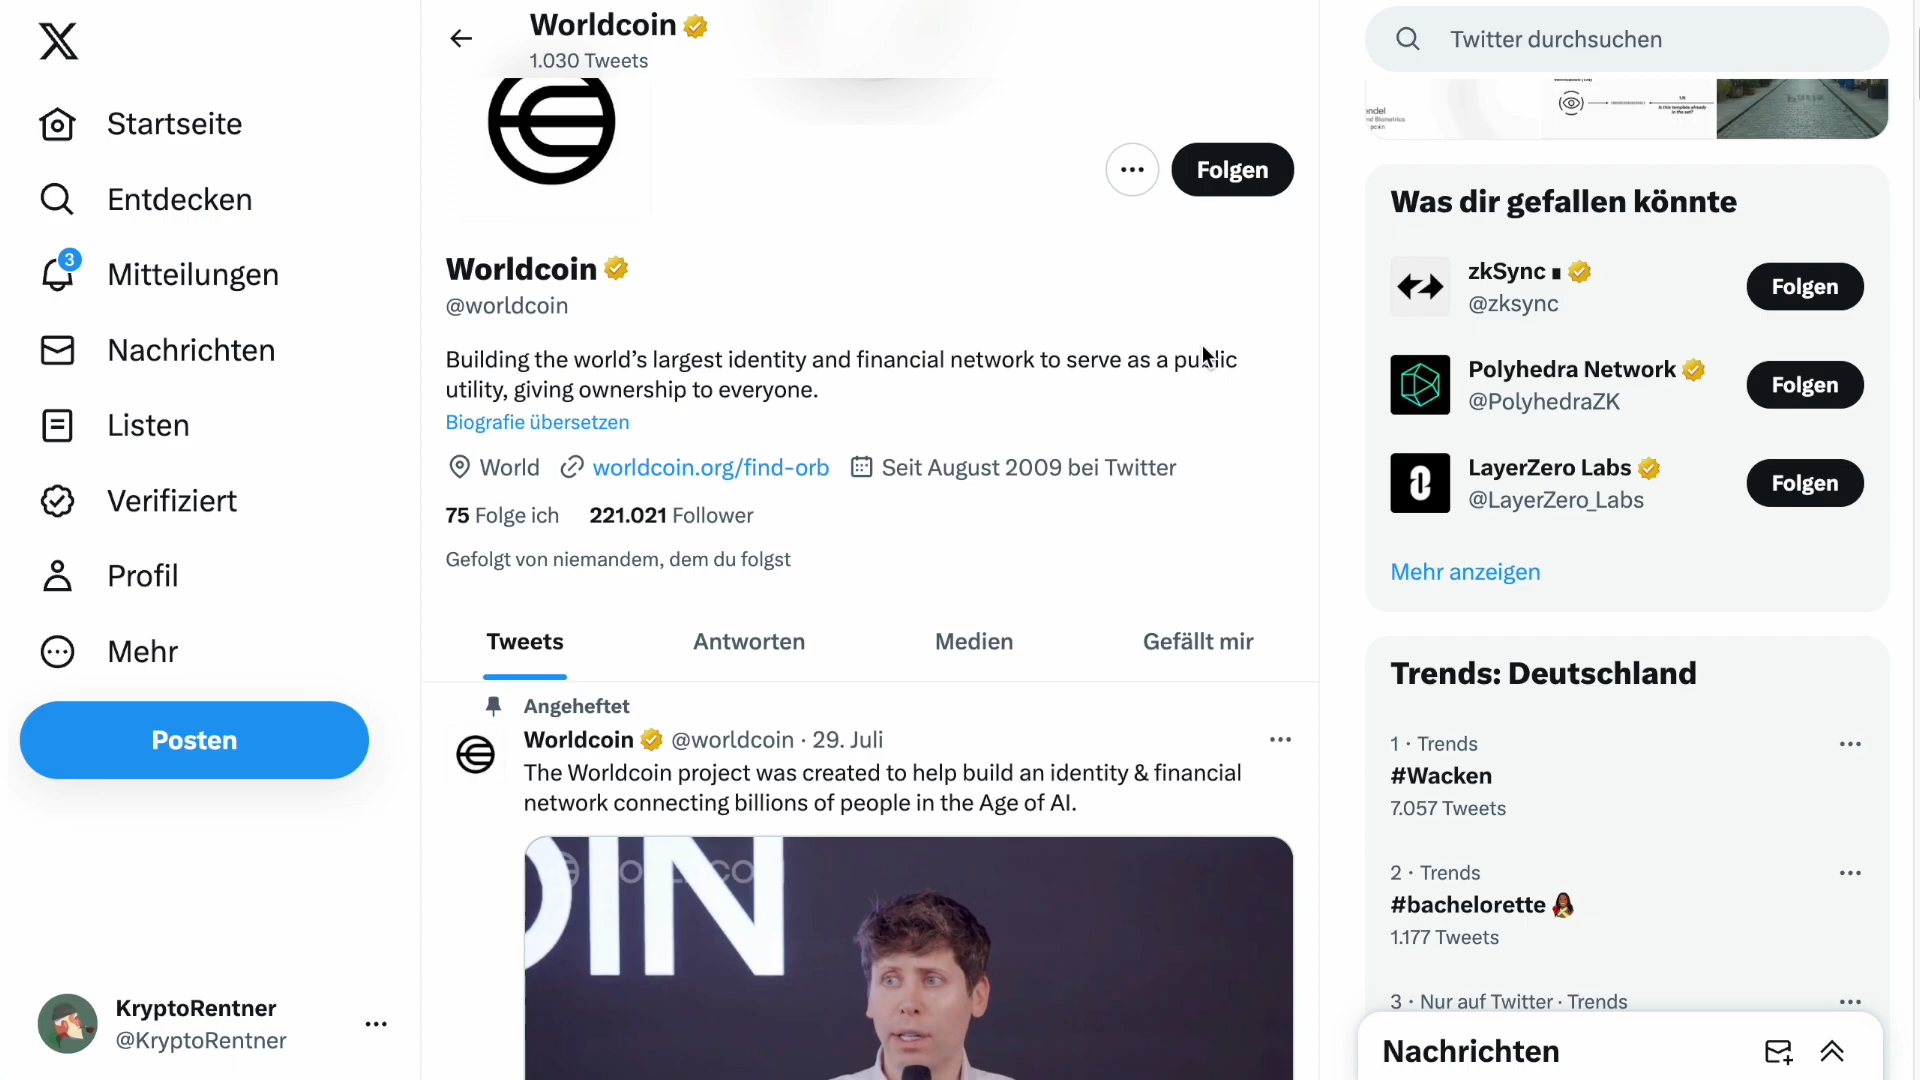 Startseite
Entdecken
3
Mitteilungen
Nachrichten
Listen
Verifiziert
Profil
Mehr
Posten
KryptoRentner
@KryptoRentner
Worldcoin
1.030 Tweets
Folgen
Worldcoin
@worldcoin
Building the world's largest identity and financial network to serve as a public
utility, giving ownership to everyone.
Biografie übersetzen
World worldcoin.org/find-orb Seit August 2009 bei Twitter
75 Folge ich 221.021 Follower
Gefolgt von niemandem, dem du folgst
Tweets Antworten Medien Gefällt mir
Angeheftet
Worldcoin @worldcoin · 29. Juli
The Worldcoin project was created to help build an identity & financial
network connecting billions of people in the Age of AI.
OIN
Twitter durchsuchen
Was dir gefallen könnte
zkSync
@zksync
Folgen
Polyhedra Network
@PolyhedraZK
Folgen
LayerZero Labs
@LayerZero_Labs
Folgen
Mehr anzeigen
Trends: Deutschland
1 · Trends
#Wacken
7.057 Tweets
2 · Trends
#bachelorette
1.177 Tweets
3 · Nur auf Twitter · Trends
Nachrichten